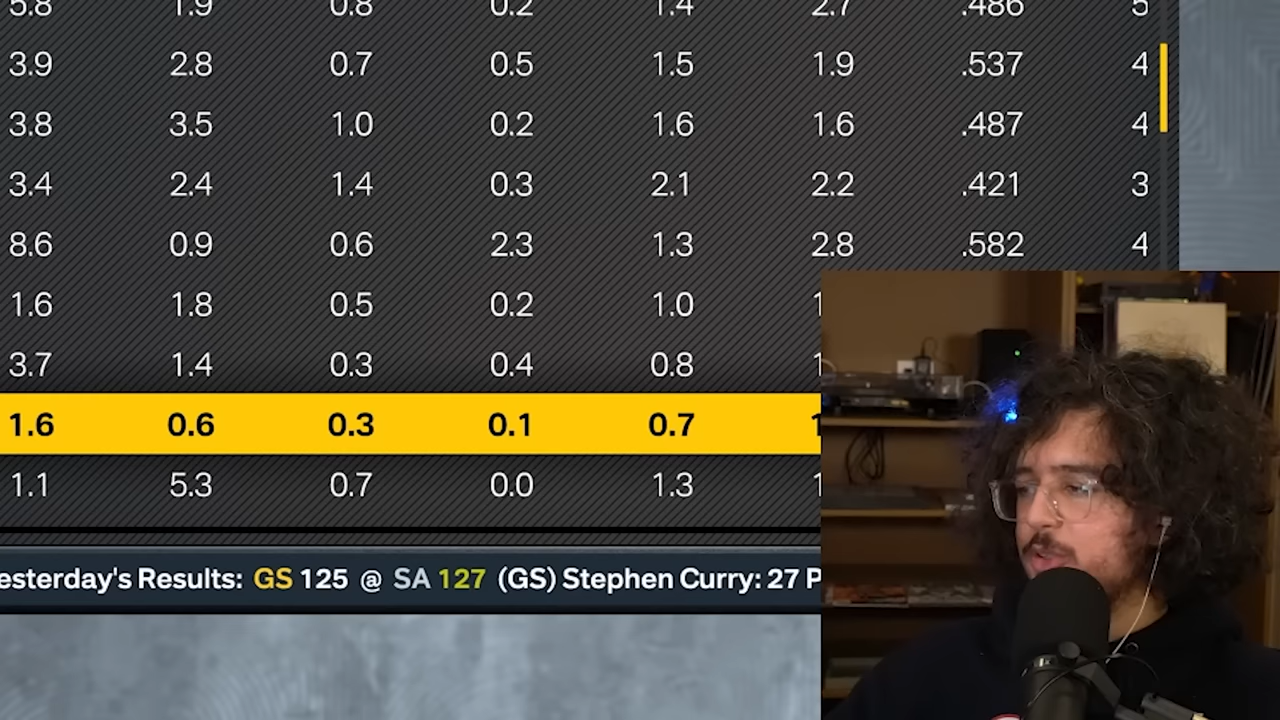 5.8 1.9 0.8 0.2 1.4 2.7 .486 5
3.9 2.8 0.7 0.5 1.5 1.9 .537 4
3.8 3.5 1.0 0.2 1.6 1.6 .487 4
3.4 2.4 1.4 0.3 2.1 2.2 .421 3
8.6 0.9 0.6 2.3 1.3 2.8 .582 4
1.6 1.8 0.5 0.2 1.0 1
3.7 1.4 0.3 0.4 0.8 1
1.6 0.6 0.3 0.1 0.7 1
1.1 5.3 0.7 0.0 1.3 1
esterday's Results: GS 125 @ SA 127 (GS) Stephen Curry: 27 P